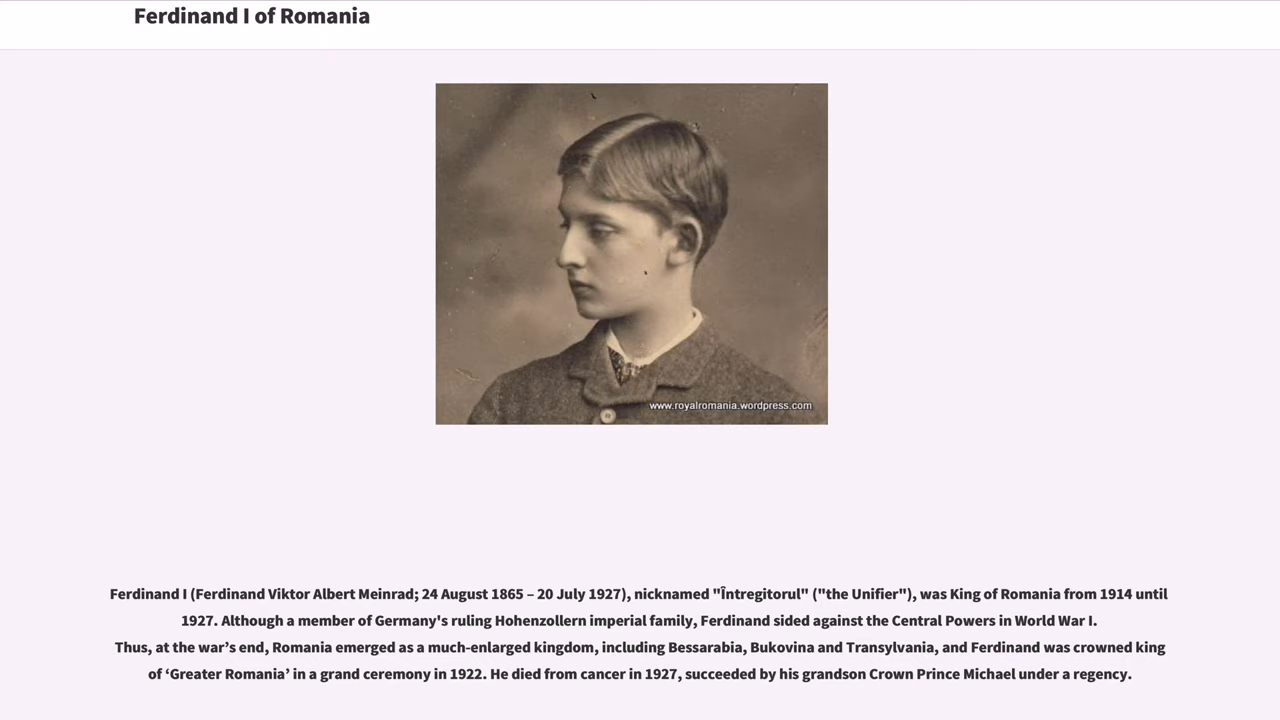 Ferdinand I of Romania
www.royalromania.wordpress.com
Ferdinand I (Ferdinand Viktor Albert Meinrad; 24 August 1865 – 20 July 1927), nicknamed "Întregitorul" ("the Unifier"), was King of Romania from 1914 until
1927. Although a member of Germany's ruling Hohenzollern imperial family, Ferdinand sided against the Central Powers in World War I.
Thus, at the war’s end, Romania emerged as a much-enlarged kingdom, including Bessarabia, Bukovina and Transylvania, and Ferdinand was crowned king
of ‘Greater Romania’ in a grand ceremony in 1922. He died from cancer in 1927, succeeded by his grandson Crown Prince Michael under a regency.